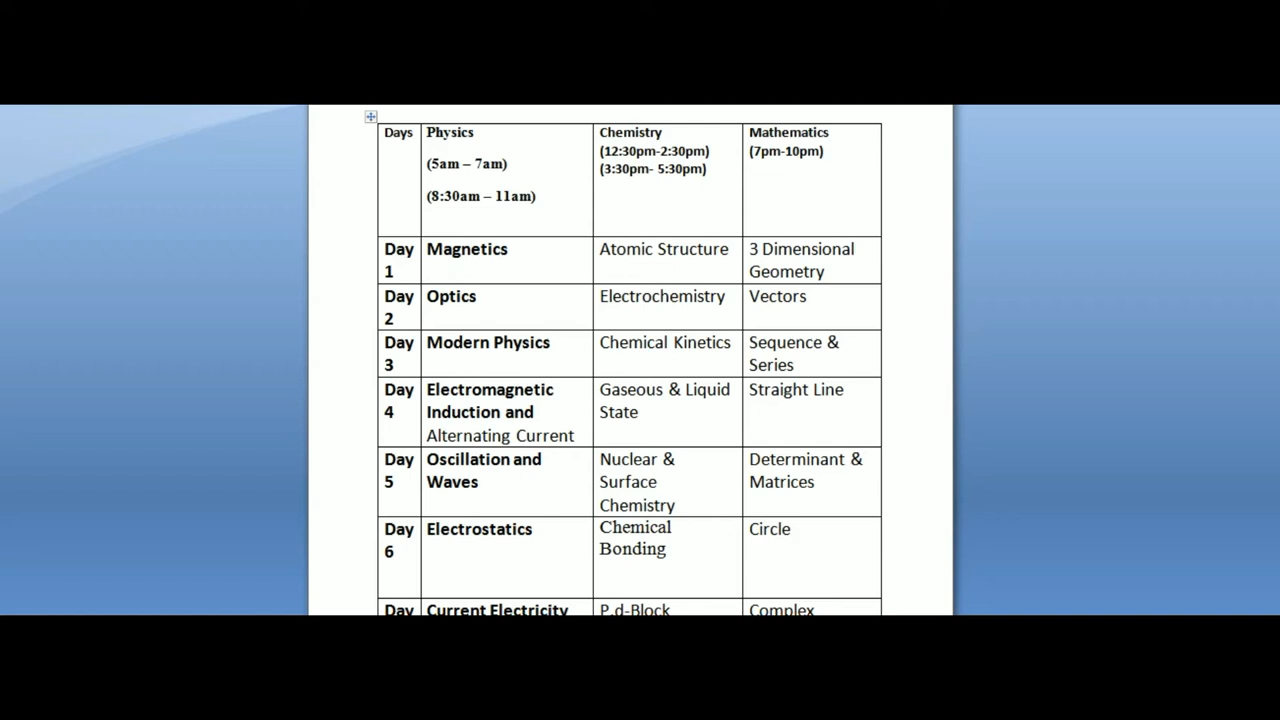 Days Physics Chemistry Mathematics
(12:30pm-2:30pm) (7pm-10pm)
(5am – 7am) (3:30pm- 5:30pm)
(8:30am – 11am)
Day Magnetics Atomic Structure 3 Dimensional
1 Geometry
Day Optics Electrochemistry Vectors
2
Day Modern Physics Chemical Kinetics Sequence &
3 Series
Day Electromagnetic Gaseous & Liquid Straight Line
4 Induction and State
Alternating Current
Day Oscillation and Nuclear & Determinant &
5 Waves Surface Matrices
Chemistry
Day Electrostatics Chemical Circle
6 Bonding
Day Current Electricity P,d-Block Complex